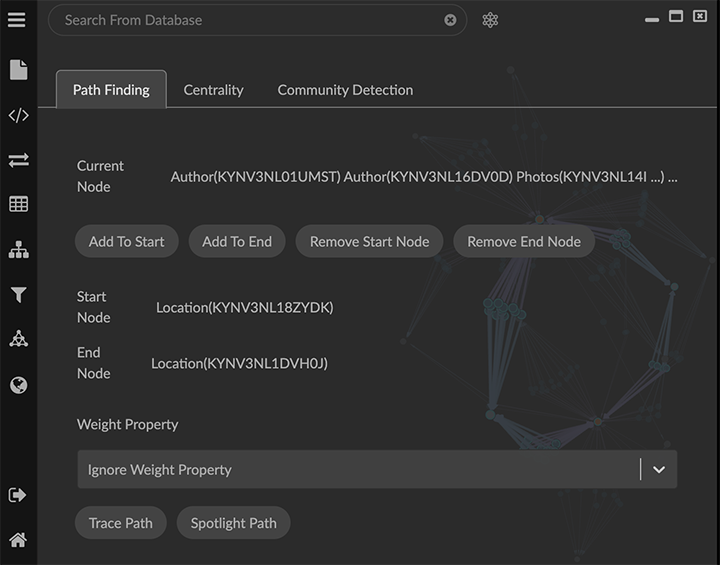 Search From Database
Path Finding Centrality Community Detection
Current
Node
Author(KYNV3NL01UMST) Author(KYNV3NL16DV0D) Photos(KYNV3NL14I ...) ...
Add To Start Add To End Remove Start Node Remove End Node
Start
Node
Location(KYNV3NL18ZYDK)
End
Node
Location(KYNV3NL1DVH0J)
Weight Property
Ignore Weight Property
Trace Path Spotlight Path